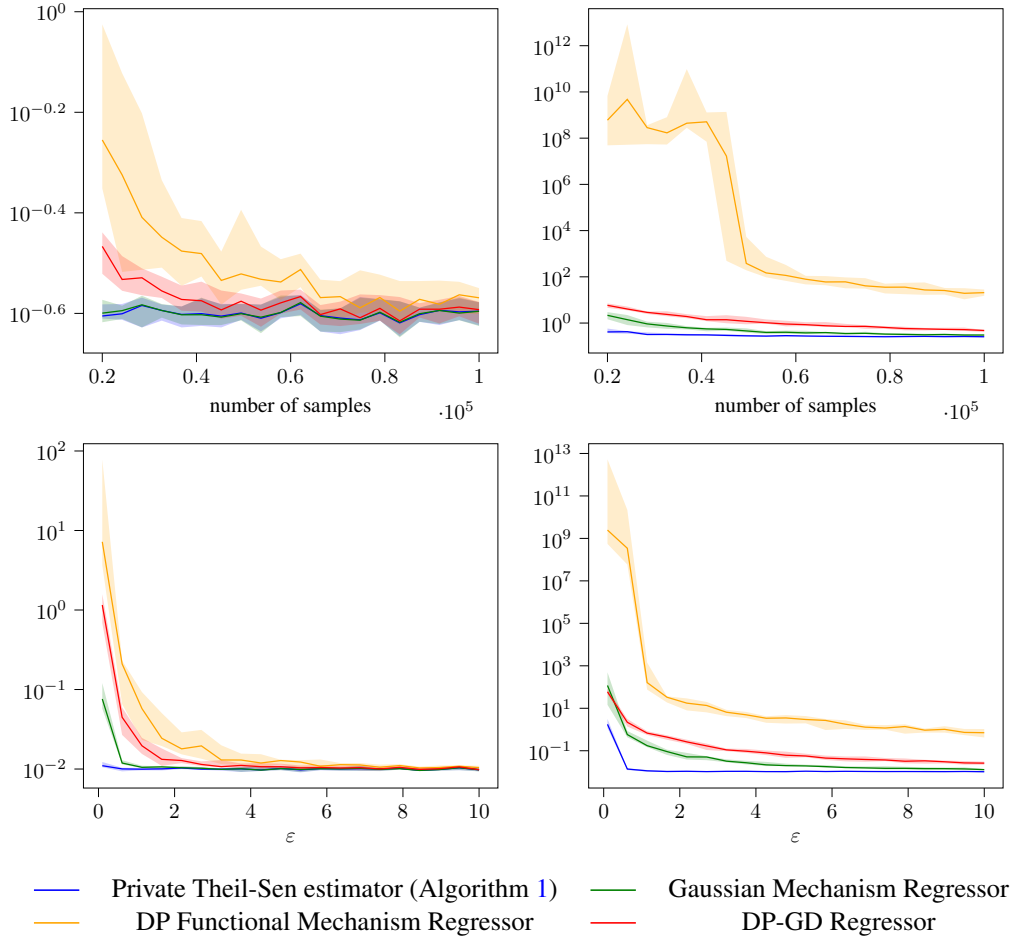 10^0
10^−0.2
10^−0.4
10^−0.6
0.2 0.4 0.6 0.8 1
number of samples
·10^5
10^12
10^10
10^8
10^6
10^4
10^2
10^0
0.2 0.4 0.6 0.8 1
number of samples
·10^5
10^2
10^1
10^0
10^−1
10^−2
0 2 4 6 8 10
ε
10^13
10^11
10^9
10^7
10^5
10^3
10^1
10^−1
0 2 4 6 8 10
ε
Private Theil-Sen estimator (Algorithm 1) Gaussian Mechanism Regressor
DP Functional Mechanism Regressor DP-GD Regressor